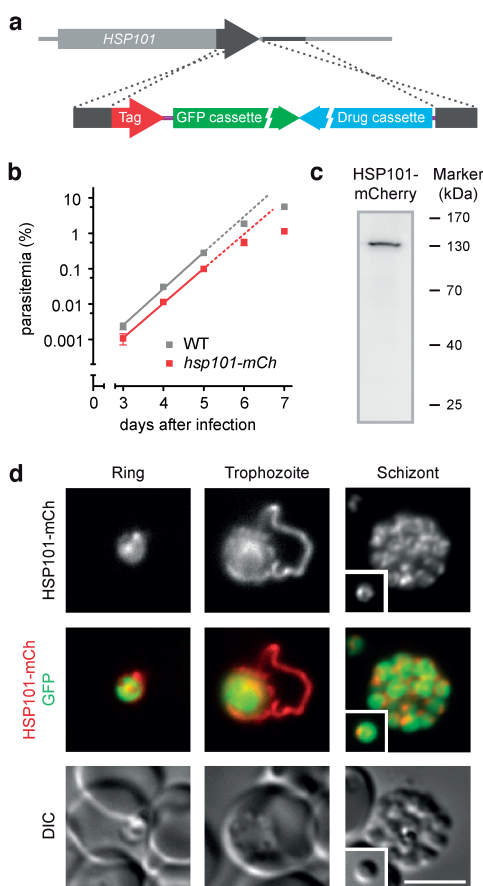 a
HSP101
Tag
GFP cassette
Drug cassette
b
parasitemia (%)
10
1
0.1
0.01
0.001
WT
hsp101-mCh
0 3 4 5 6 7
days after infection
c
HSP101-
mCherry
Marker
(kDa)
170
130
70
40
25
d
Ring Trophozoite Schizont
HSP101-mCh
HSP101-mCh
GFP
DIC